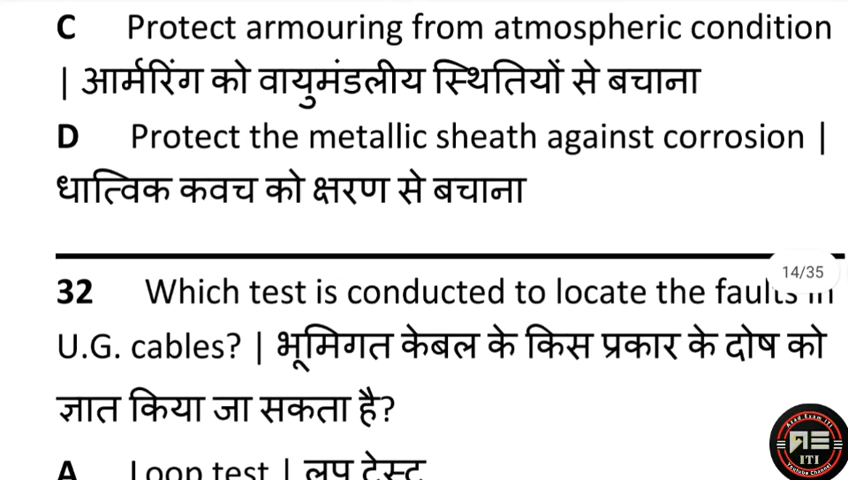 C Protect armouring from atmospheric condition
| आर्मरिंग को वायुमंडलीय स्थितियों से बचाना
D Protect the metallic sheath against corrosion |
धात्विक कवच को क्षरण से बचाना
14/35
32 Which test is conducted to locate the faults in
U.G. cables? | भूमिगत केबल के किस प्रकार के दोष को
ज्ञात किया जा सकता है?
A Loop test | लूप टेस्ट
ITI